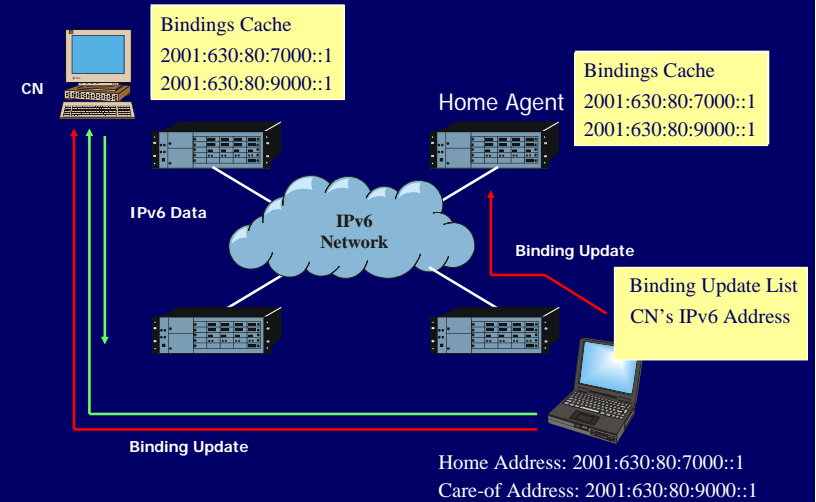 Bindings Cache
2001:630:80:7000::1
2001:630:80:9000::1
CN
Home Agent
Bindings Cache
2001:630:80:7000::1
2001:630:80:9000::1
IPv6 Data
IPv6
Network
Binding Update
Binding Update List
CN's IPv6 Address
Binding Update
Home Address: 2001:630:80:7000::1
Care-of Address: 2001:630:80:9000::1